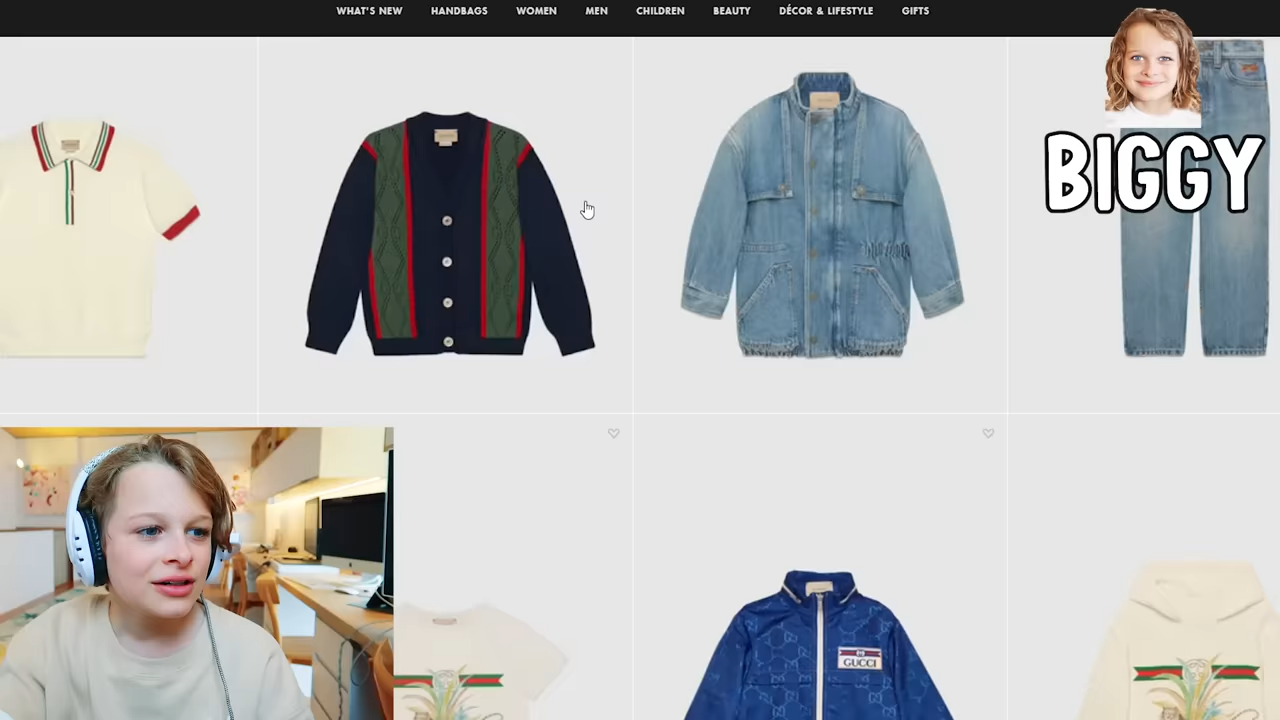 WHAT'S NEW HANDBAGS WOMEN MEN CHILDREN BEAUTY DÉCOR & LIFESTYLE GIFTS
BIGGY
GUCCI